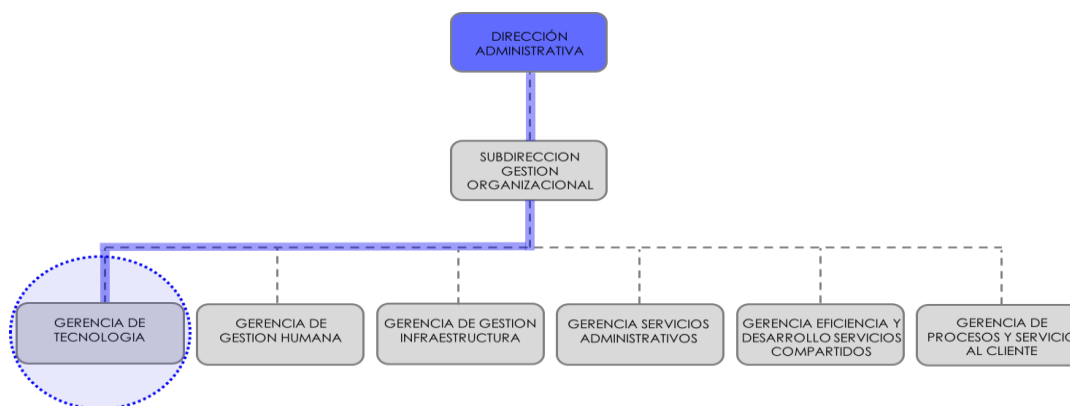 DIRECCIÓN
ADMINISTRATIVA
SUBDIRECCION
GESTION
ORGANIZACIONAL
GERENCIA DE
TECNOLOGIA
GERENCIA DE
GESTION HUMANA
GERENCIA DE GESTION
INFRAESTRUCTURA
GERENCIA SERVICIOS
ADMINISTRATIVOS
GERENCIA EFICIENCIA Y
DESARROLLO SERVICIOS
COMPARTIDOS
GERENCIA DE
PROCESOS Y SERVICIO
AL CLIENTE